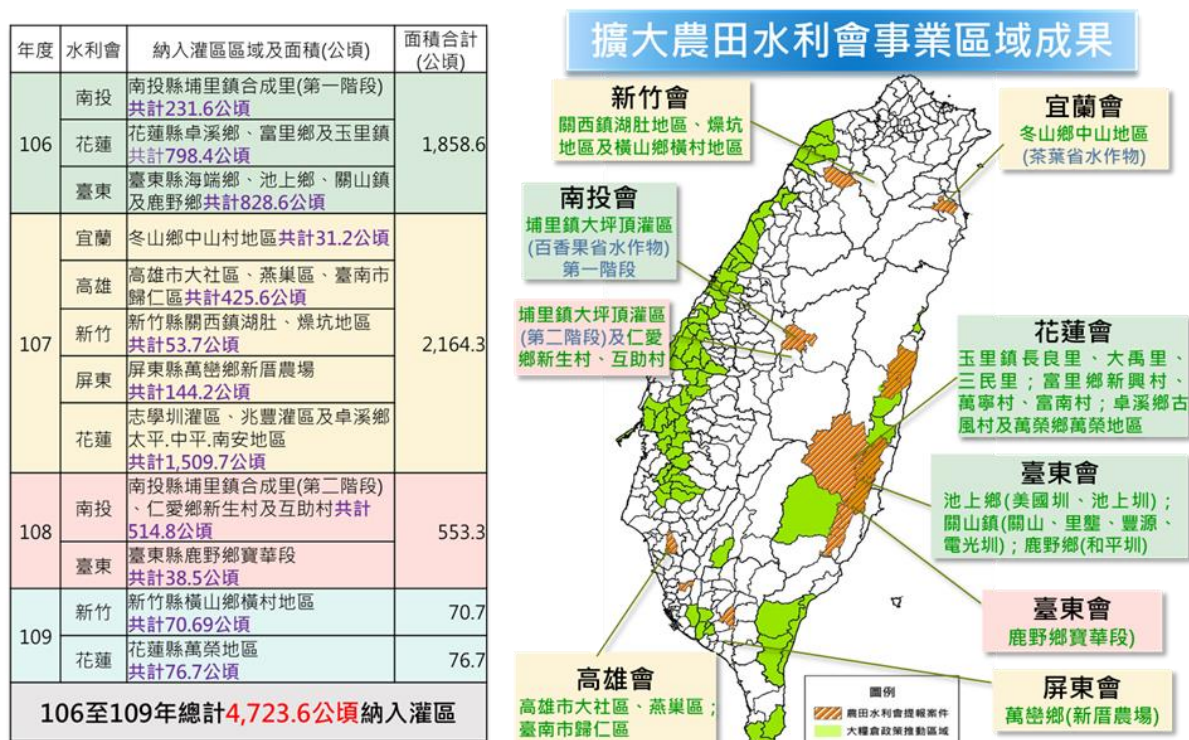 年度 水利會 納入灌區區域及面積(公頃) 面積合計
(公頃)
106
南投 南投縣埔里鎮合成里(第一階段)
共計231.6公頃
花蓮 花蓮縣卓溪鄉、富里鄉及玉里鎮
共計798.4公頃
臺東 臺東縣海端鄉、池上鄉、關山鎮
及鹿野鄉共計828.6公頃
1,858.6
107
宜蘭 冬山鄉中山村地區共計31.2公頃
高雄 高雄市大社區、燕巢區、臺南市
歸仁區共計425.6公頃
新竹 新竹縣關西鎮湖肚、燥坑地區
共計53.7公頃
屏東 屏東縣萬巒鄉新厝農場
共計144.2公頃
花蓮 志學圳灌區、兆豐灌區及卓溪鄉
太平.中平.南安地區
共計1,509.7公頃
2,164.3
108
南投 南投縣埔里鎮合成里(第二階段)
、仁愛鄉新生村及互助村共計
514.8公頃
臺東 臺東縣鹿野鄉寶華段
共計38.5公頃
553.3
109
新竹 新竹縣橫山鄉橫村地區
共計70.69公頃
70.7
花蓮 花蓮縣萬榮地區
共計76.7公頃
76.7
106至109年總計4,723.6公頃納入灌區
擴大農田水利會事業區域成果
新竹會
關西鎮湖肚地區、燥坑
地區及橫山鄉橫村地區
宜蘭會
冬山鄉中山地區
(茶葉省水作物)
南投會
埔里鎮大坪頂灌區
(百香果省水作物)
第一階段
埔里鎮大坪頂灌區
(第二階段)及仁愛
鄉新生村、互助村
花蓮會
玉里鎮長良里、大禹里、
三民里；富里鄉新興村、
萬寧村、富南村；卓溪鄉古
風村及萬榮鄉萬榮地區
臺東會
池上鄉(美國圳、池上圳)；
關山鎮(關山、里壠、豐源、
電光圳)；鹿野鄉(和平圳)
臺東會
鹿野鄉寶華段)
高雄會
高雄市大社區、燕巢區；
臺南市歸仁區
屏東會
萬巒鄉(新厝農場)
圖例
農田水利會提報案件
大糧倉政策推動區域